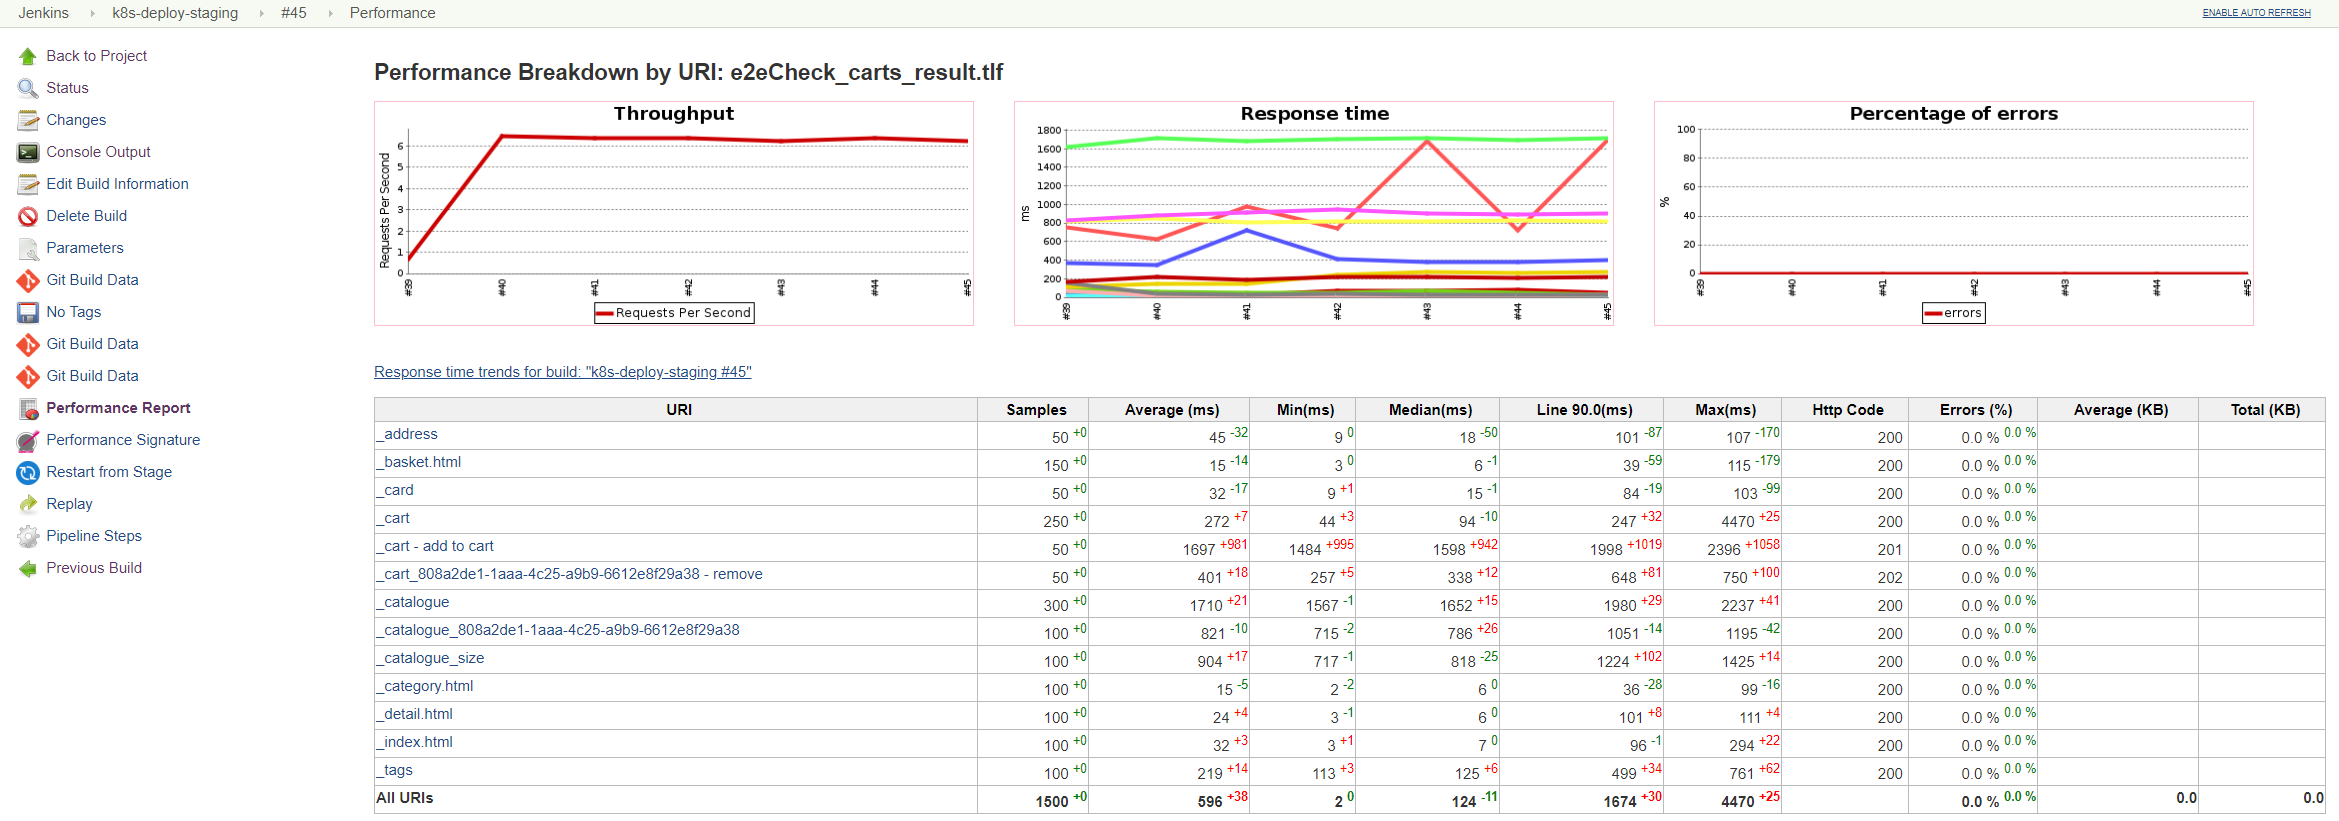 Jenkins k8s-deploy-staging #45 Performance ENABLE AUTO REFRESH
Back to Project
Status
Changes
Console Output
Edit Build Information
Delete Build
Parameters
Git Build Data
No Tags
Git Build Data
Git Build Data
Performance Report
Performance Signature
Restart from Stage
Replay
Pipeline Steps
Previous Build
Performance Breakdown by URI: e2eCheck_carts_result.tlf
Throughput
Requests Per Second
6
5
4
3
2
1
0
#39 #40 #41 #42 #43 #44 #45
Requests Per Second
Response time
ms
1800
1600
1400
1200
1000
800
600
400
200
0
#39 #40 #41 #42 #43 #44 #45
Percentage of errors
%
100
80
60
40
20
0
#39 #40 #41 #42 #43 #44 #45
errors
Response time trends for build: "k8s-deploy-staging #45"
URI Samples Average (ms) Min(ms) Median(ms) Line 90.0(ms) Max(ms) Http Code Errors (%) Average (KB) Total (KB)
_address 50 +0 45 -32 9 0 18 -50 101 -87 107 -170 200 0.0 % 0.0 %
_basket.html 150 +0 15 -14 3 0 6 -1 39 -59 115 -179 200 0.0 % 0.0 %
_card 50 +0 32 -17 9 +1 15 -1 84 -19 103 -99 200 0.0 % 0.0 %
_cart 250 +0 272 +7 44 +3 94 -10 247 +32 4470 +25 200 0.0 % 0.0 %
_cart - add to cart 50 +0 1697 +981 1484 +995 1598 +942 1998 +1019 2396 +1058 201 0.0 % 0.0 %
_cart_808a2de1-1aaa-4c25-a9b9-6612e8f29a38 - remove 50 +0 401 +18 257 +5 338 +12 648 +81 750 +100 202 0.0 % 0.0 %
_catalogue 300 +0 1710 +21 1567 -1 1652 +15 1980 +29 2237 +41 200 0.0 % 0.0 %
_catalogue_808a2de1-1aaa-4c25-a9b9-6612e8f29a38 100 +0 821 -10 715 -2 786 +26 1051 -14 1195 -42 200 0.0 % 0.0 %
_catalogue_size 100 +0 904 +17 717 -1 818 -25 1224 +102 1425 +14 200 0.0 % 0.0 %
_category.html 100 +0 15 -5 2 -2 6 0 36 -28 99 -16 200 0.0 % 0.0 %
_detail.html 100 +0 24 +4 3 -1 6 0 101 +8 111 +4 200 0.0 % 0.0 %
_index.html 100 +0 32 +3 3 +1 7 0 96 -1 294 +22 200 0.0 % 0.0 %
_tags 100 +0 219 +14 113 +3 125 +6 499 +34 761 +62 200 0.0 % 0.0 %
All URIs 1500 +0 596 +38 2 0 124 -11 1674 +30 4470 +25 0.0 % 0.0 % 0.0 0.0